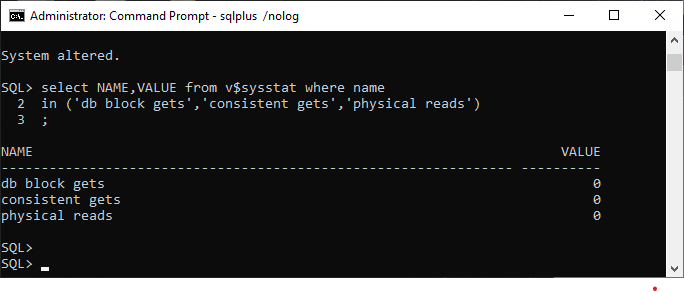 Administrator: Command Prompt - sqlplus /nolog
System altered.
SQL> select NAME,VALUE from v$sysstat where name
2 in ('db block gets','consistent gets','physical reads')
3 ;
NAME VALUE
---------------------------------------------------------------- ----------
db block gets 0
consistent gets 0
physical reads 0
SQL>
SQL>